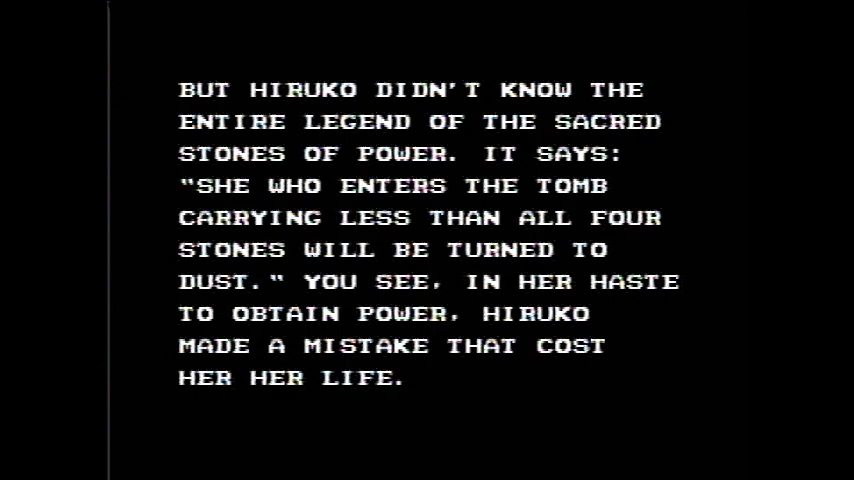 BUT HIRUKO DIDN'T KNOW THE
ENTIRE LEGEND OF THE SACRED
STONES OF POWER. IT SAYS:
"SHE WHO ENTERS THE TOMB
CARRYING LESS THAN ALL FOUR
STONES WILL BE TURNED TO
DUST." YOU SEE, IN HER HASTE
TO OBTAIN POWER, HIRUKO
MADE A MISTAKE THAT COST
HER HER LIFE.